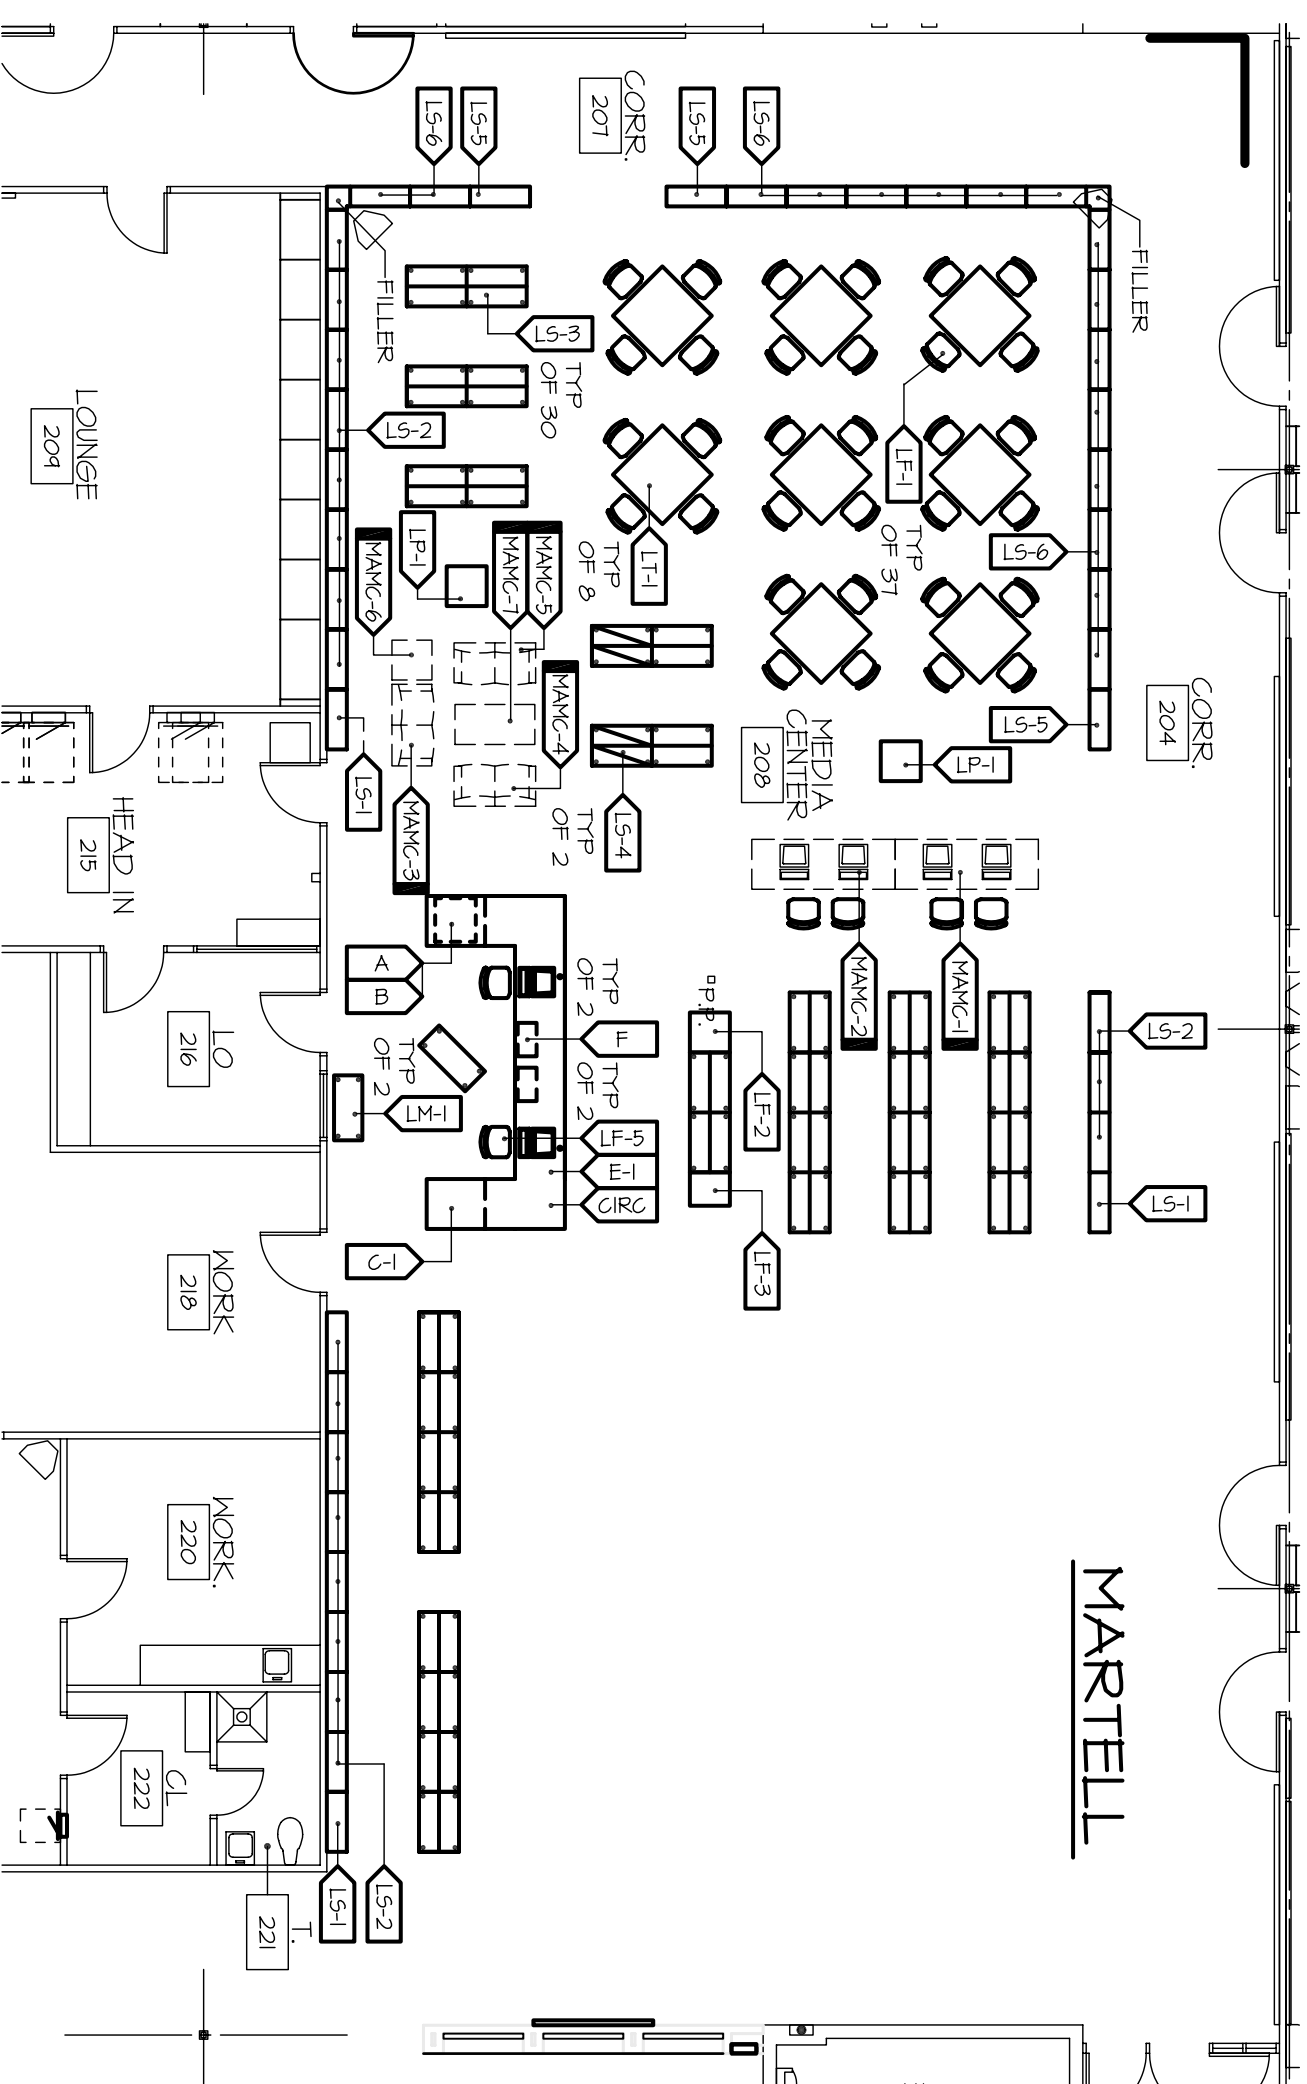 CORR.
207
LS-6
LS-5
LS-5
LS-6
FILLER
FILLER
LS-3
TYP
OF 30
LS-2
LOUNGE
209
LF-1
TYP
OF 37
LT-1
TYP
OF 8
LP-1
MAMC-6
MAMC-7
MAMC-5
MAMC-4
LS-6
LS-5
CORR.
204
MEDIA
CENTER
208
LP-1
LS-1
MAMC-3
LS-4
TYP
OF 2
HEAD IN
215
A
B
TYP
OF 2
F
TYP
OF 2
TYP
OF 2
LM-1
LF-5
E-1
CIRC
C-1
P.P.
LF-2
LF-3
MAMC-2
MAMC-1
LS-2
LS-1
LO
216
WORK
218
WORK.
220
MARTELL
CL
222
T.
221
LS-1
LS-2